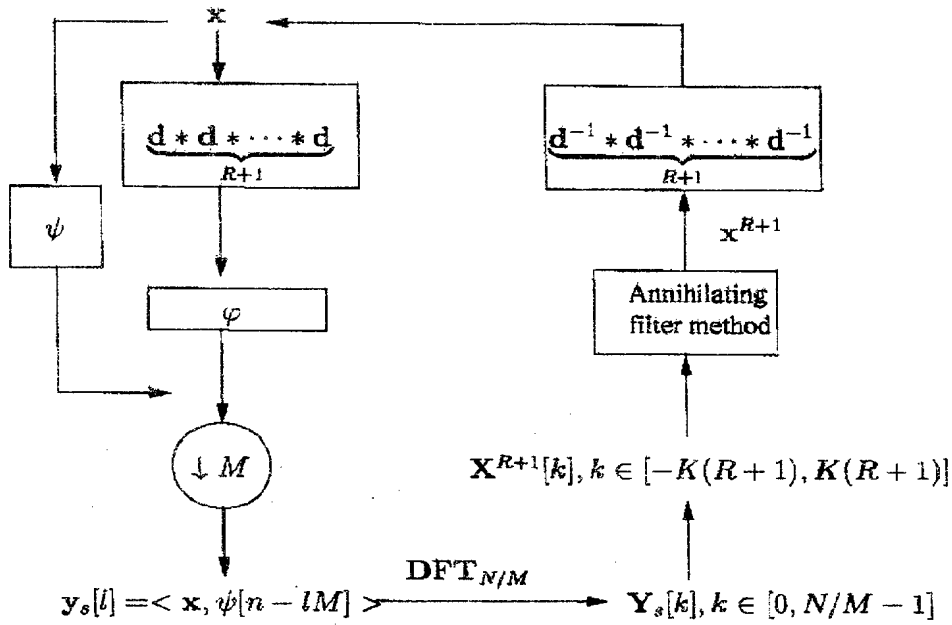 x
d * d * ··· * d
R+1
ψ
φ
↓ M
y_s[l] =< x, ψ[n − lM] >
DFT_{N/M}
Y_s[k], k ∈ [0, N/M − 1]
X^{R+1}[k], k ∈ [−K(R + 1), K(R + 1)]
Annihilating
filter method
x^{R+1}
d^{−1} * d^{−1} * ··· * d^{−1}
R+1